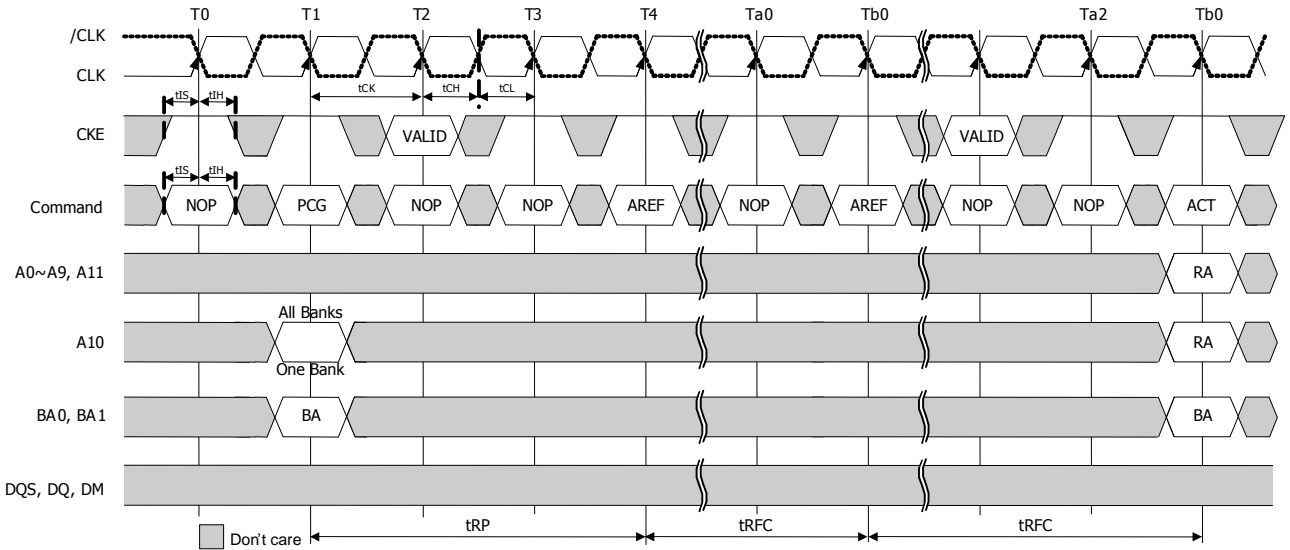 T0 T1 T2 T3 T4 Ta0 Tb0 Ta2 Tb0
/CLK
CLK
tCK tCH tCL
tIS tIH
CKE VALID VALID
tIS tIH
Command NOP PCG NOP NOP AREF NOP AREF NOP NOP ACT
A0~A9, A11 RA
All Banks
A10 RA
One Bank
BA0, BA1 BA BA
DQS, DQ, DM
tRP tRFC tRFC
Don't care